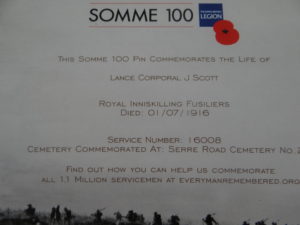 SOMME 100
LEGION
THIS SOMME 100 PIN COMMEMORATES THE LIFE OF
LANCE CORPORAL J SCOTT
ROYAL INNISKILLING FUSILIERS
DIED: 01/07/1916
SERVICE NUMBER: 16008
CEMETERY COMMEMORATED AT: SERRE ROAD CEMETERY NO.2
FIND OUT HOW YOU CAN HELP US COMMEMORATE
ALL 1.1 MILLION SERVICEMEN AT EVERYMANREMEMBERED.ORG